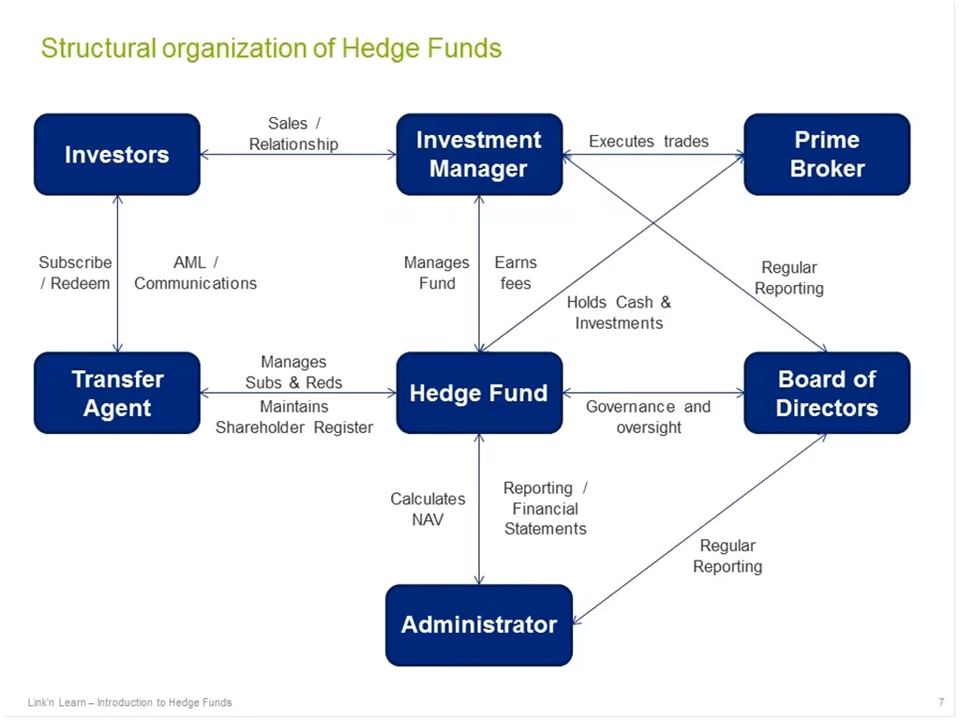 Structural organization of Hedge Funds
Investors
Sales /
Relationship
Investment
Manager
Executes trades
Prime
Broker
Subscribe
/ Redeem
AML /
Communications
Manages
Fund
Earns
fees
Holds Cash &
Investments
Regular
Reporting
Transfer
Agent
Manages
Subs & Reds
Maintains
Shareholder Register
Hedge Fund
Governance and
oversight
Board of
Directors
Calculates
NAV
Reporting /
Financial
Statements
Regular
Reporting
Administrator
Link'n Learn – Introduction to Hedge Funds
7